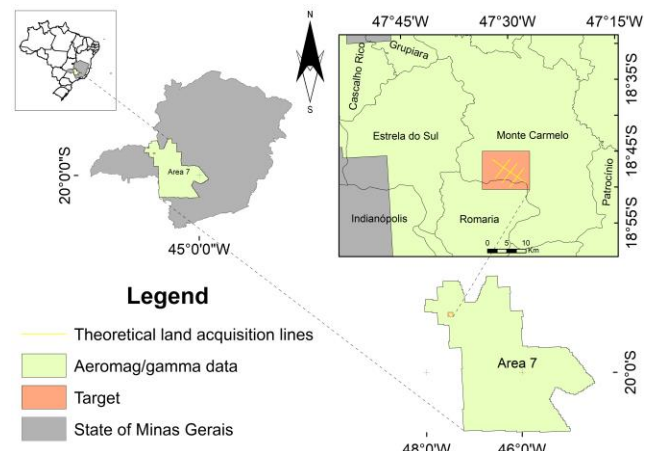 N
S
Area 7
20°0'0"S
45°0'0"W
47°45'W
47°30'W
47°15'W
Cascalho Rico
Grupiara
Estrela do Sul
Monte Carmelo
Patrocínio
Indianópolis
Romaria
0 5 10
Km
18°35'S
18°45'S
18°55'S
Legend
Theoretical land acquisition lines
Aeromag/gamma data
Target
State of Minas Gerais
Area 7
20°0'S
48°0'W
46°0'W